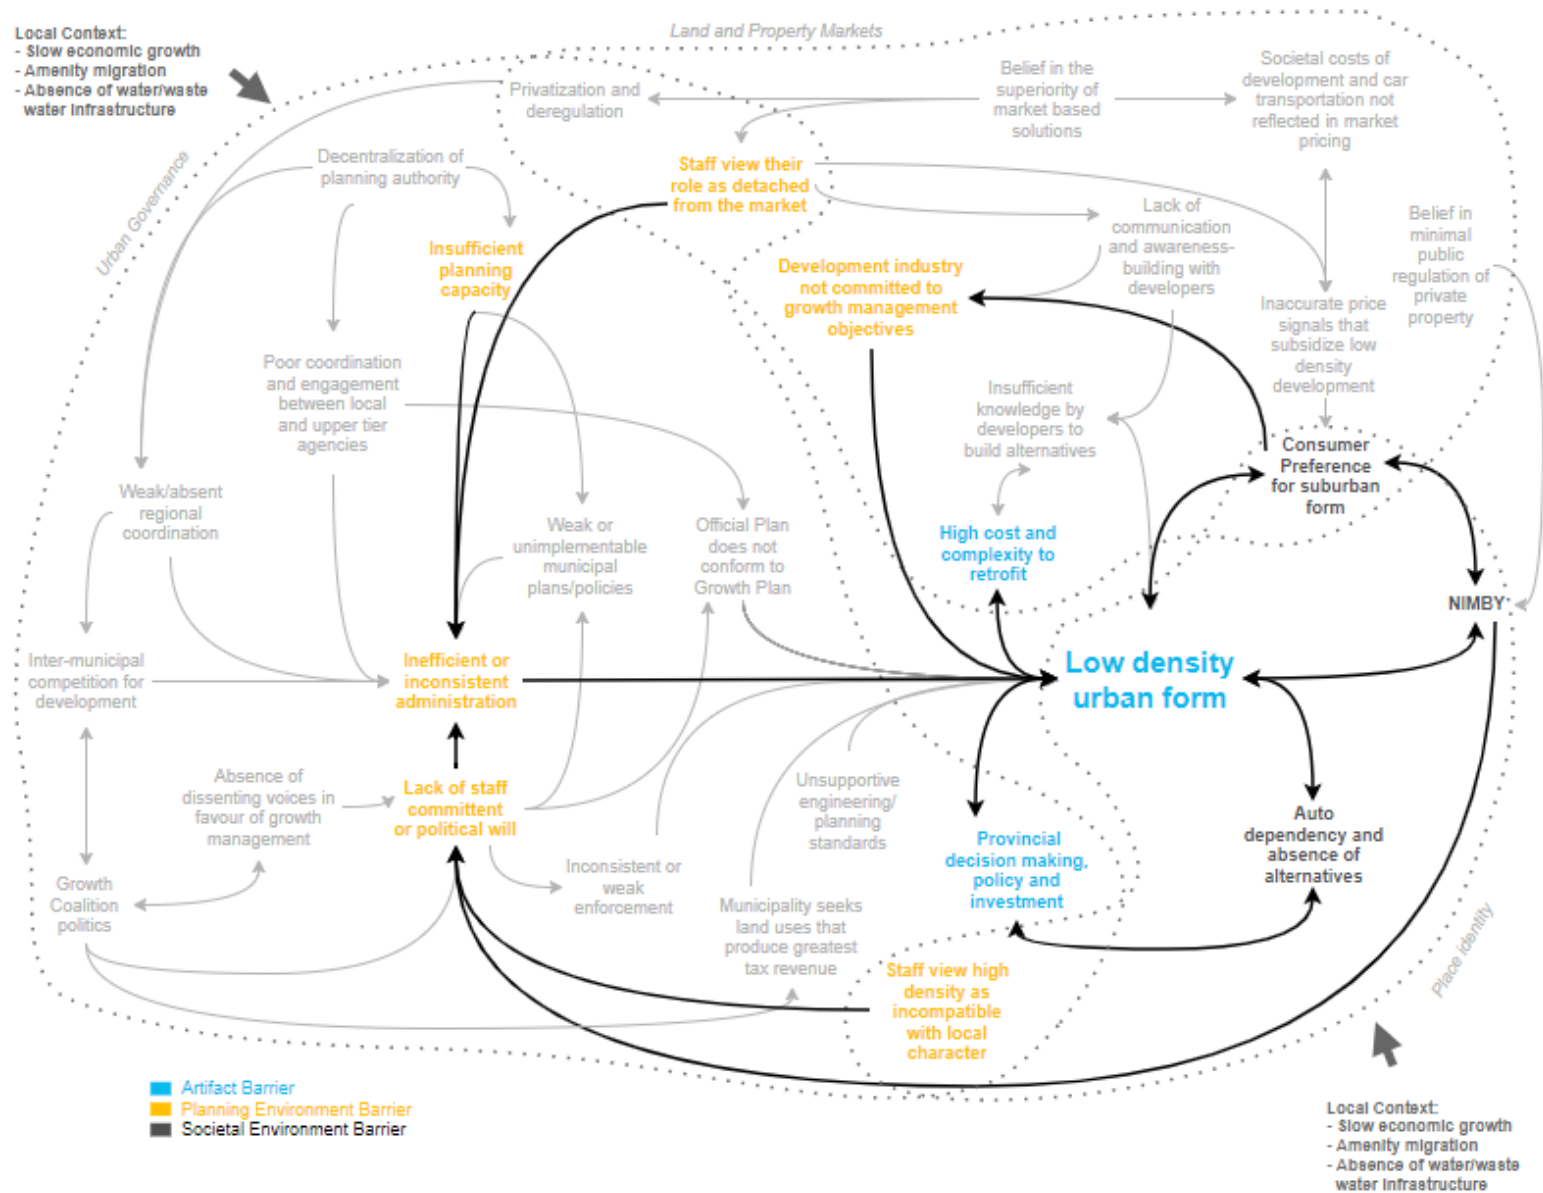 Local Context:
- Slow economic growth
- Amenity migration
- Absence of water/waste
water infrastructure
Land and Property Markets
Urban Governance
Privatization and
deregulation
Belief in the
superiority of
market based
solutions
Societal costs of
development and car
transportation not
reflected in market
pricing
Decentralization of
planning authority
Staff view their
role as detached
from the market
Lack of
communication
and awareness-
building with
developers
Belief in
minimal
public
regulation of
private
property
Insufficient
planning
capacity
Development industry
not committed to
growth management
objectives
Inaccurate price
signals that
subsidize low
density
development
Poor coordination
and engagement
between local
and upper tier
agencies
Insufficient
knowledge by
developers to
build alternatives
Consumer
Preference
for suburban
form
Weak/absent
regional
coordination
Weak or
unimplementable
municipal
plans/policies
Official Plan
does not
conform to
Growth Plan
High cost and
complexity to
retrofit
NIMBY
Inter-municipal
competition for
development
Inefficient or
inconsistent
administration
Low density
urban form
Absence of
dissenting voices in
favour of growth
management
Lack of staff
committent
or political will
Unsupportive
engineering/
planning
standards
Provincial
decision making,
policy and
investment
Auto
dependency and
absence of
alternatives
Growth
Coalition
politics
Inconsistent or
weak
enforcement
Municipality seeks
land uses that
produce greatest
tax revenue
Staff view high
density as
incompatible
with local
character
Place identity
Artifact Barrier
Planning Environment Barrier
Societal Environment Barrier
Local Context:
- Slow economic growth
- Amenity migration
- Absence of water/waste
water infrastructure